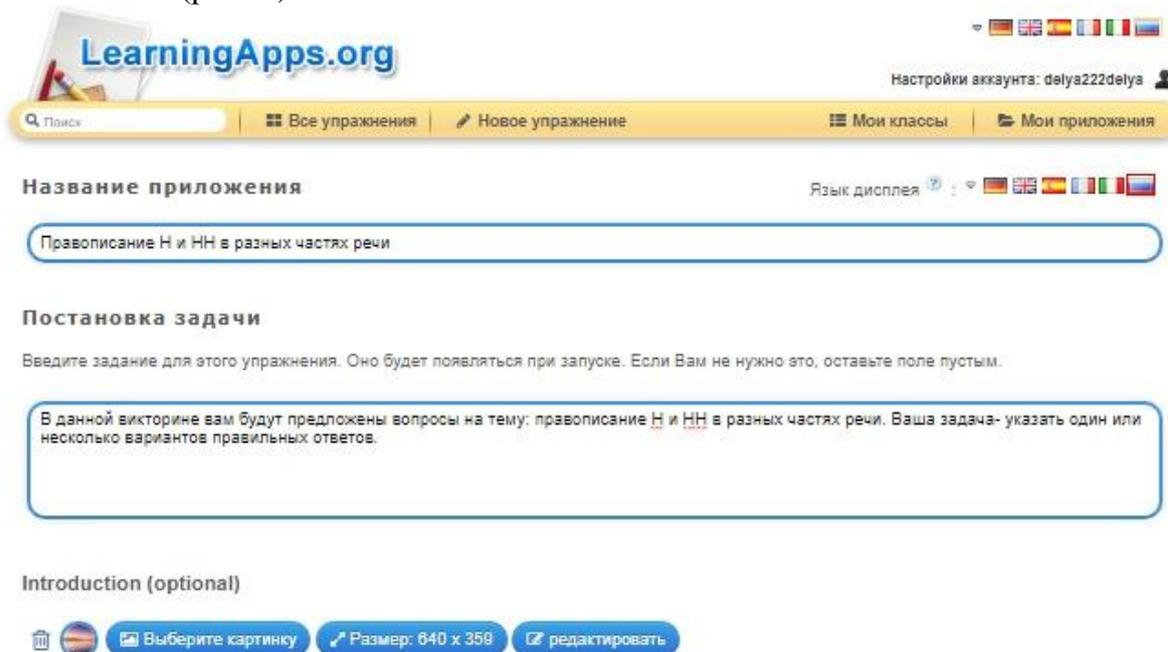 LearningApps.org
Настройки аккаунта: delya222delya
Поиск
Все упражнения
Новое упражнение
Мои классы
Мои приложения
Название приложения
Язык дисплея ? :
Правописание Н и НН в разных частях речи
Постановка задачи
Введите задание для этого упражнения. Оно будет появляться при запуске. Если Вам не нужно это, оставьте поле пустым.
В данной викторине вам будут предложены вопросы на тему: правописание Н и НН в разных частях речи. Ваша задача- указать один или
несколько вариантов правильных ответов.
Introduction (optional)
Выберите картинку
Размер: 640 x 359
редактировать